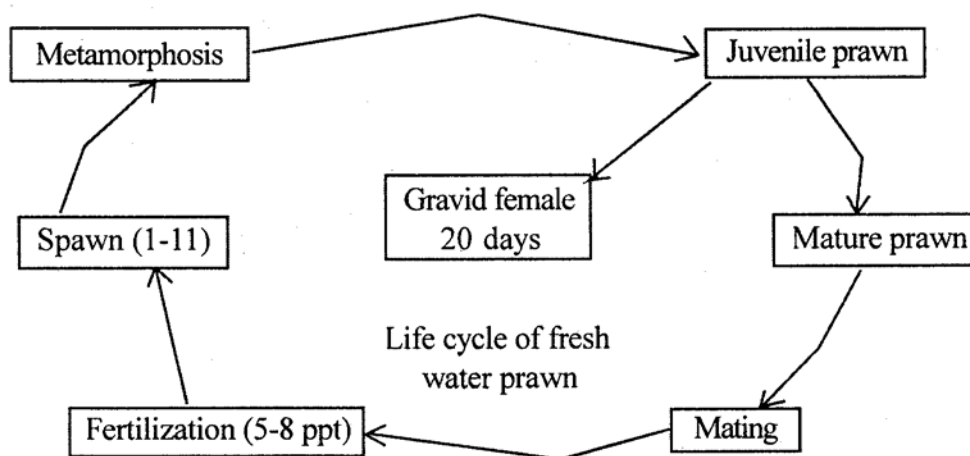 Metamorphosis
Juvenile prawn
Gravid female
20 days
Spawn (1-11)
Mature prawn
Life cycle of fresh
water prawn
Fertilization (5-8 ppt)
Mating